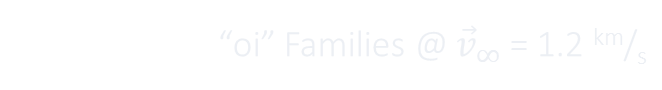 “oi” Families @ v⃗∞ = 1.2 km/s